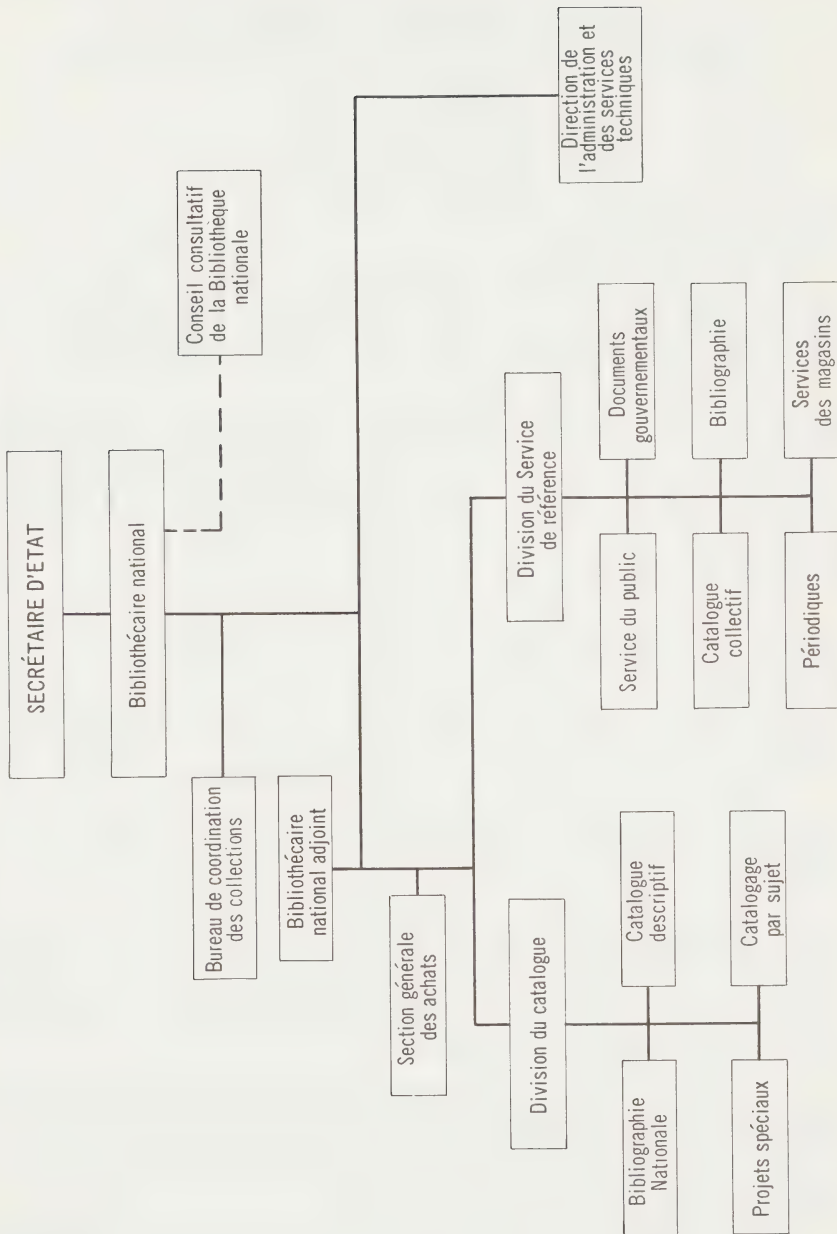 SECRÉTAIRE D'ETAT
Bibliothécaire national
Conseil consultatif
de la Bibliothèque
nationale
Bureau de coordination
des collections
Bibliothécaire
national adjoint
Section générale
des achats
Direction de
l'administration et
des services
techniques
Division du catalogue
Division du Service
de référence
Bibliographie
Nationale
Catalogue
descriptif
Projets spéciaux
Catalogage
par sujet
Service du public
Documents
gouvernementaux
Catalogue
collectif
Bibliographie
Périodiques
Services
des magasins